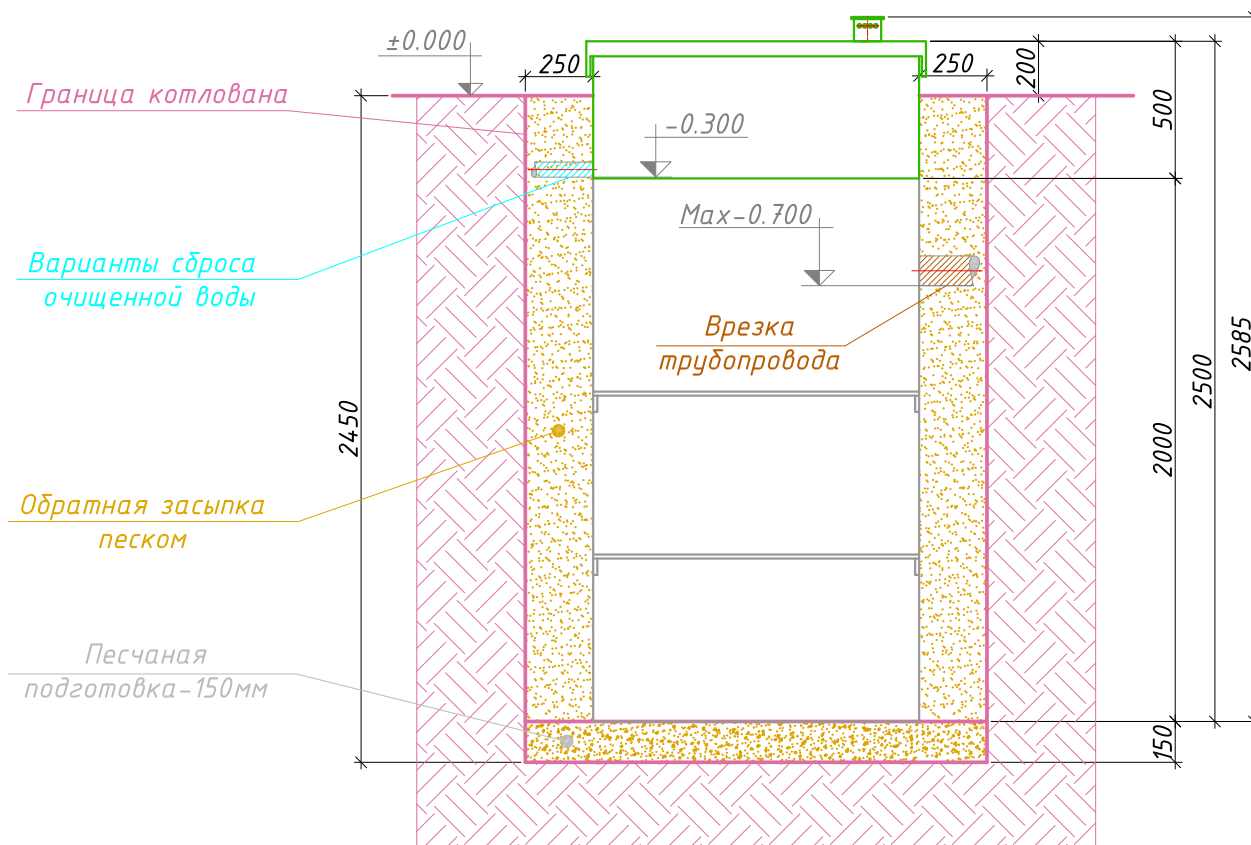 ±0.000
250
250
200
500
Граница котлована
-0.300
Max-0.700
Варианты сброса
очищенной воды
Врезка
трубопровода
2585
2500
2450
2000
Обратная засыпка
песком
Песчаная
подготовка-150мм
150